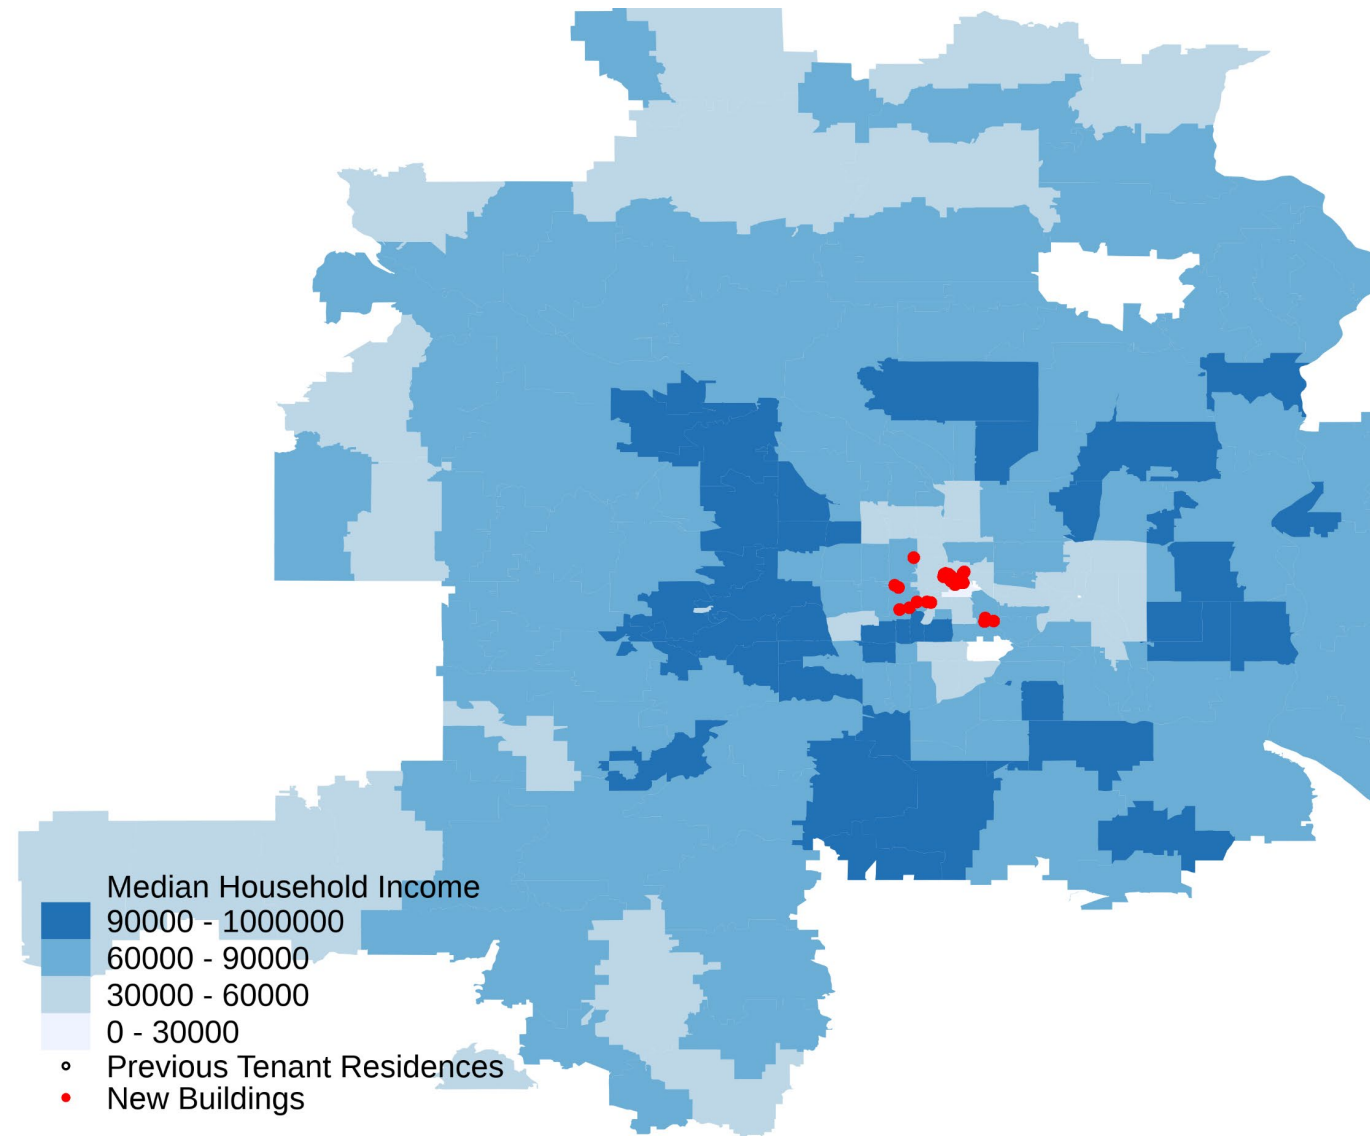 Median Household Income
90000 - 1000000
60000 - 90000
30000 - 60000
0 - 30000
Previous Tenant Residences
New Buildings